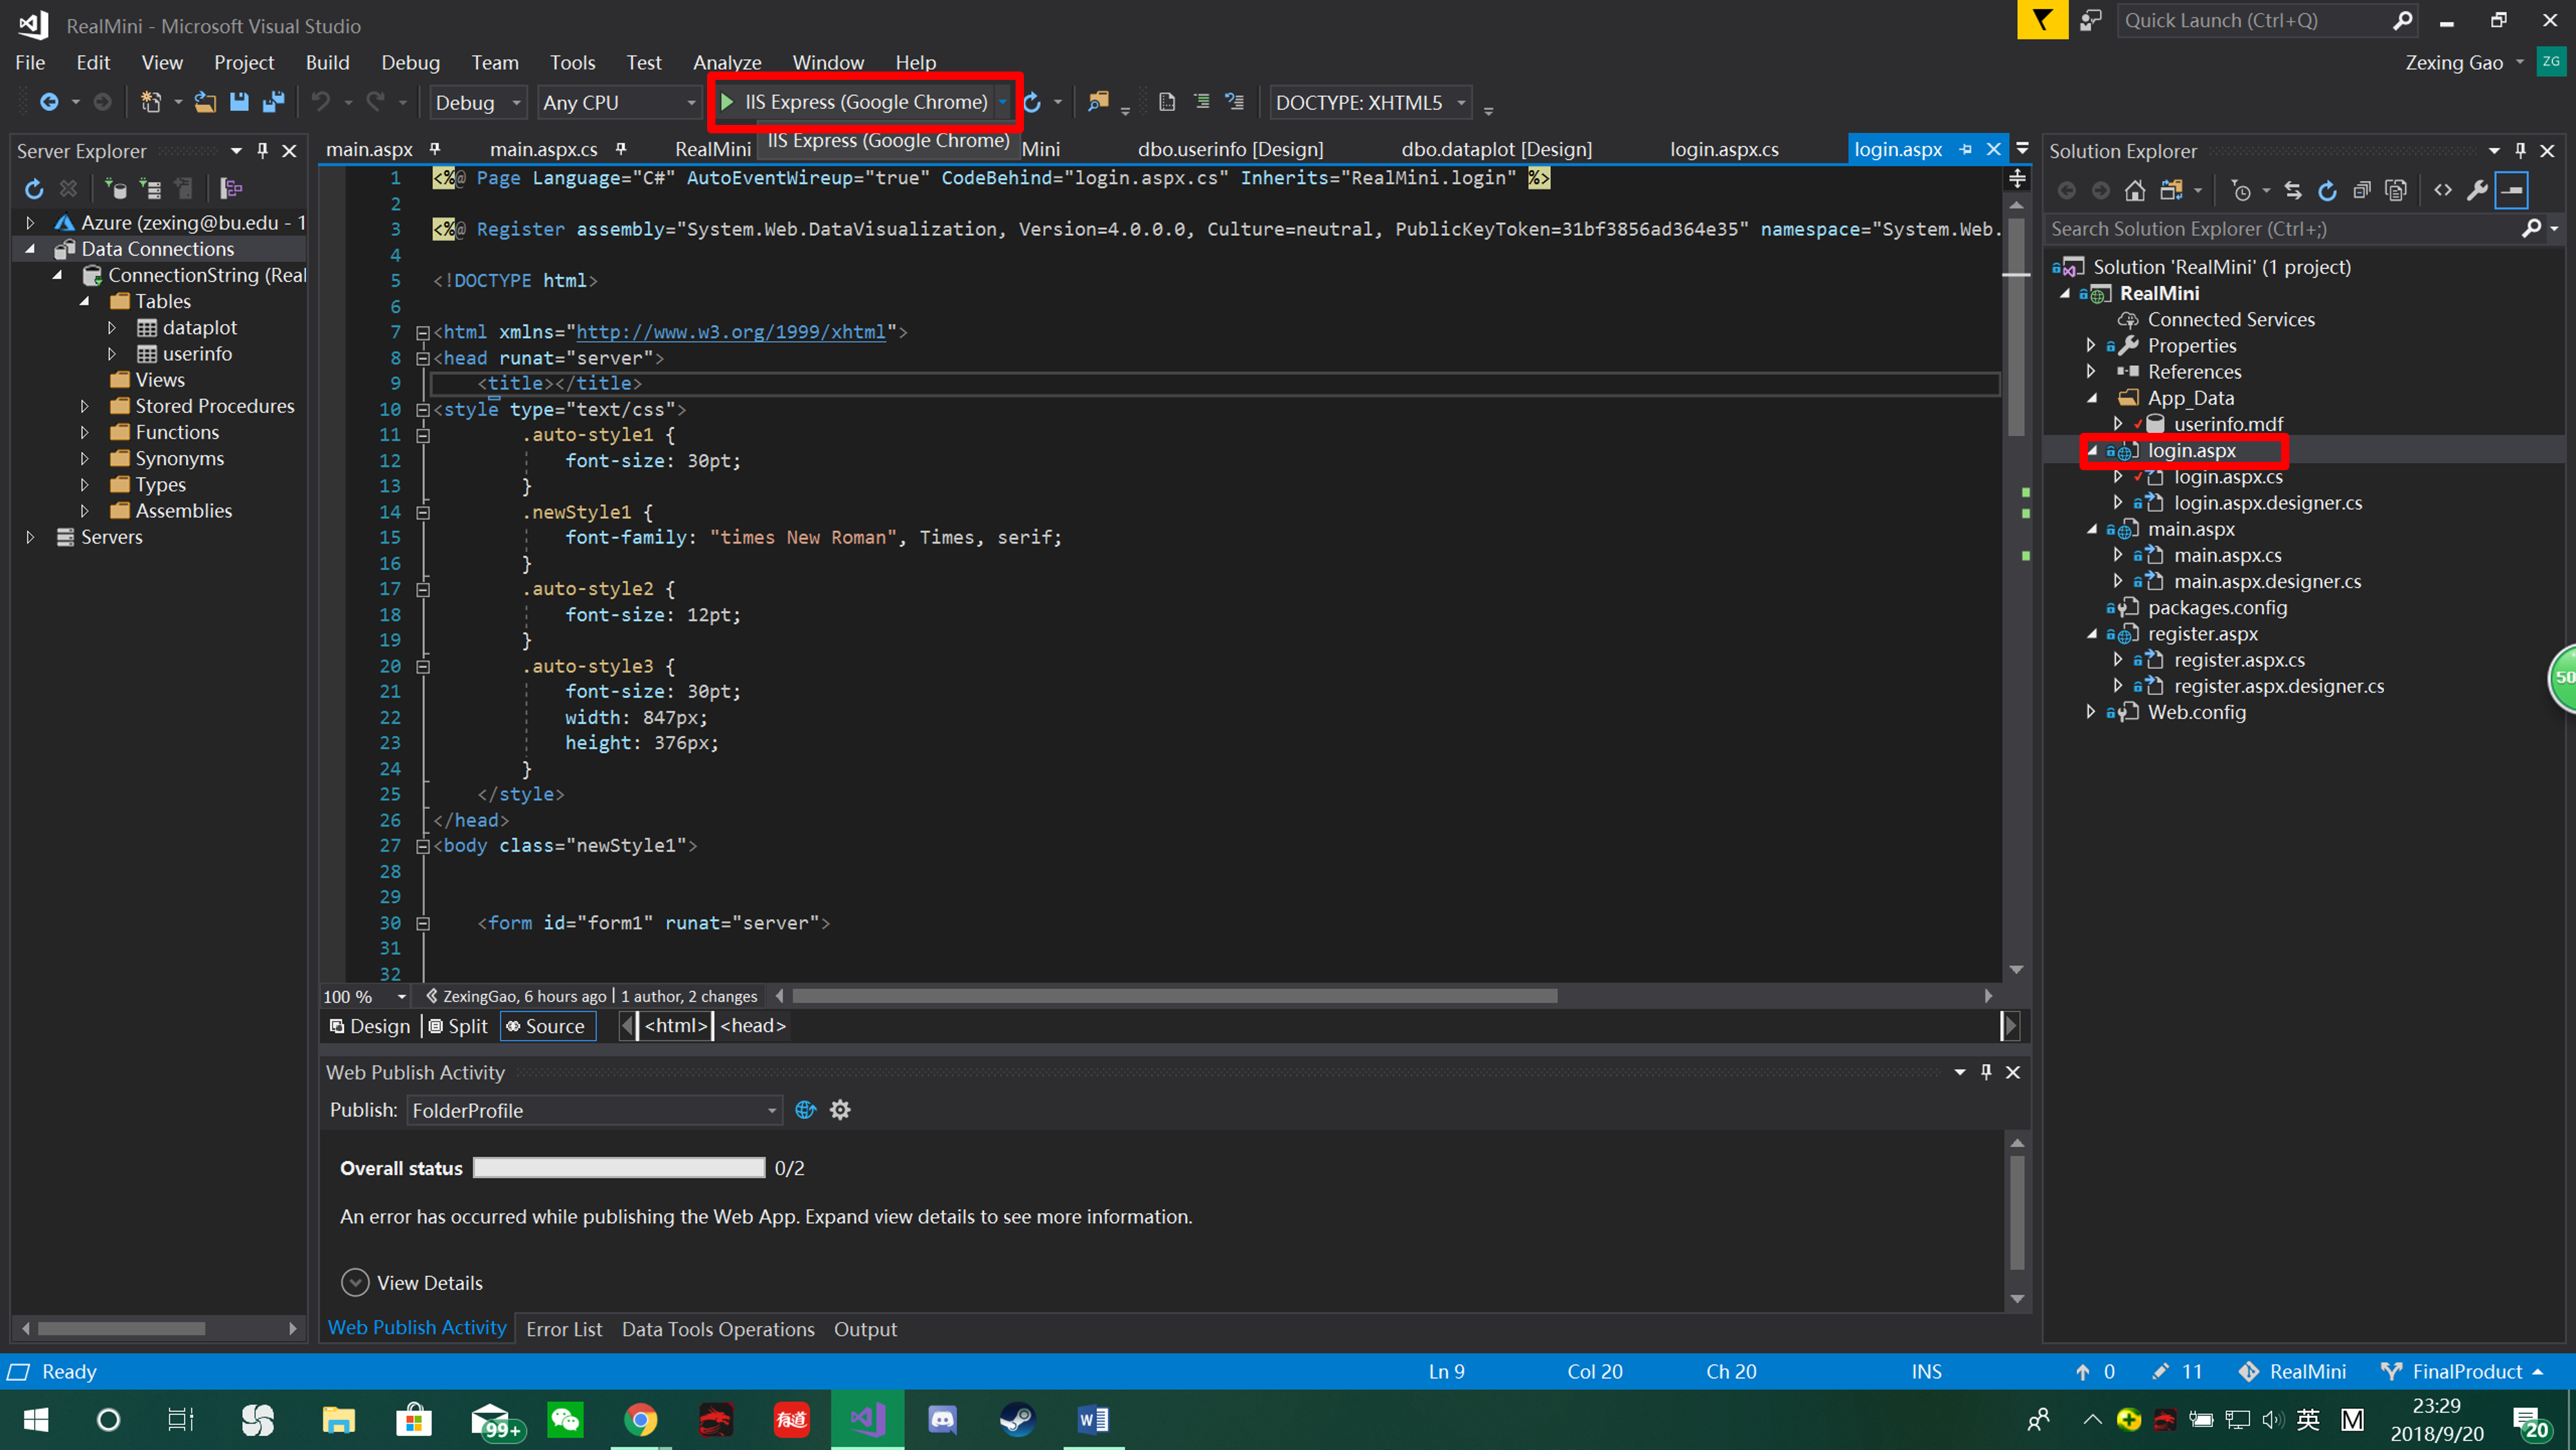 RealMini - Microsoft Visual Studio
Quick Launch (Ctrl+Q)
File Edit View Project Build Debug Team Tools Test Analyze Window Help
Zexing Gao ZG
Debug Any CPU IIS Express (Google Chrome) DOCTYPE: XHTML5
IIS Express (Google Chrome)
Server Explorer
Azure (zexing@bu.edu - 1
Data Connections
ConnectionString (Real
Tables
dataplot
userinfo
Views
Stored Procedures
Functions
Synonyms
Types
Assemblies
Servers
main.aspx main.aspx.cs RealMini Mini dbo.userinfo [Design] dbo.dataplot [Design] login.aspx.cs login.aspx
1 <%@ Page Language="C#" AutoEventWireup="true" CodeBehind="login.aspx.cs" Inherits="RealMini.login" %>
2
3 <%@ Register assembly="System.Web.DataVisualization, Version=4.0.0.0, Culture=neutral, PublicKeyToken=31bf3856ad364e35" namespace="System.Web.
4
5 <!DOCTYPE html>
6
7 <html xmlns="http://www.w3.org/1999/xhtml">
8 <head runat="server">
9 <title></title>
10 <style type="text/css">
11 .auto-style1 {
12 font-size: 30pt;
13 }
14 .newStyle1 {
15 font-family: "times New Roman", Times, serif;
16 }
17 .auto-style2 {
18 font-size: 12pt;
19 }
20 .auto-style3 {
21 font-size: 30pt;
22 width: 847px;
23 height: 376px;
24 }
25 </style>
26 </head>
27 <body class="newStyle1">
28
29
30 <form id="form1" runat="server">
31
32
100 % ZexingGao, 6 hours ago | 1 author, 2 changes
Design Split Source <html> <head>
Web Publish Activity
Publish: FolderProfile
Overall status 0/2
An error has occurred while publishing the Web App. Expand view details to see more information.
View Details
Web Publish Activity Error List Data Tools Operations Output
Solution Explorer
Search Solution Explorer (Ctrl+;)
Solution 'RealMini' (1 project)
RealMini
Connected Services
Properties
References
App_Data
userinfo.mdf
login.aspx
login.aspx.cs
login.aspx.designer.cs
main.aspx
main.aspx.cs
main.aspx.designer.cs
packages.config
register.aspx
register.aspx.cs
register.aspx.designer.cs
Web.config
50
Ready Ln 9 Col 20 Ch 20 INS 0 11 RealMini FinalProduct
99+ 有道 W 英 M 23:29
2018/9/20 20